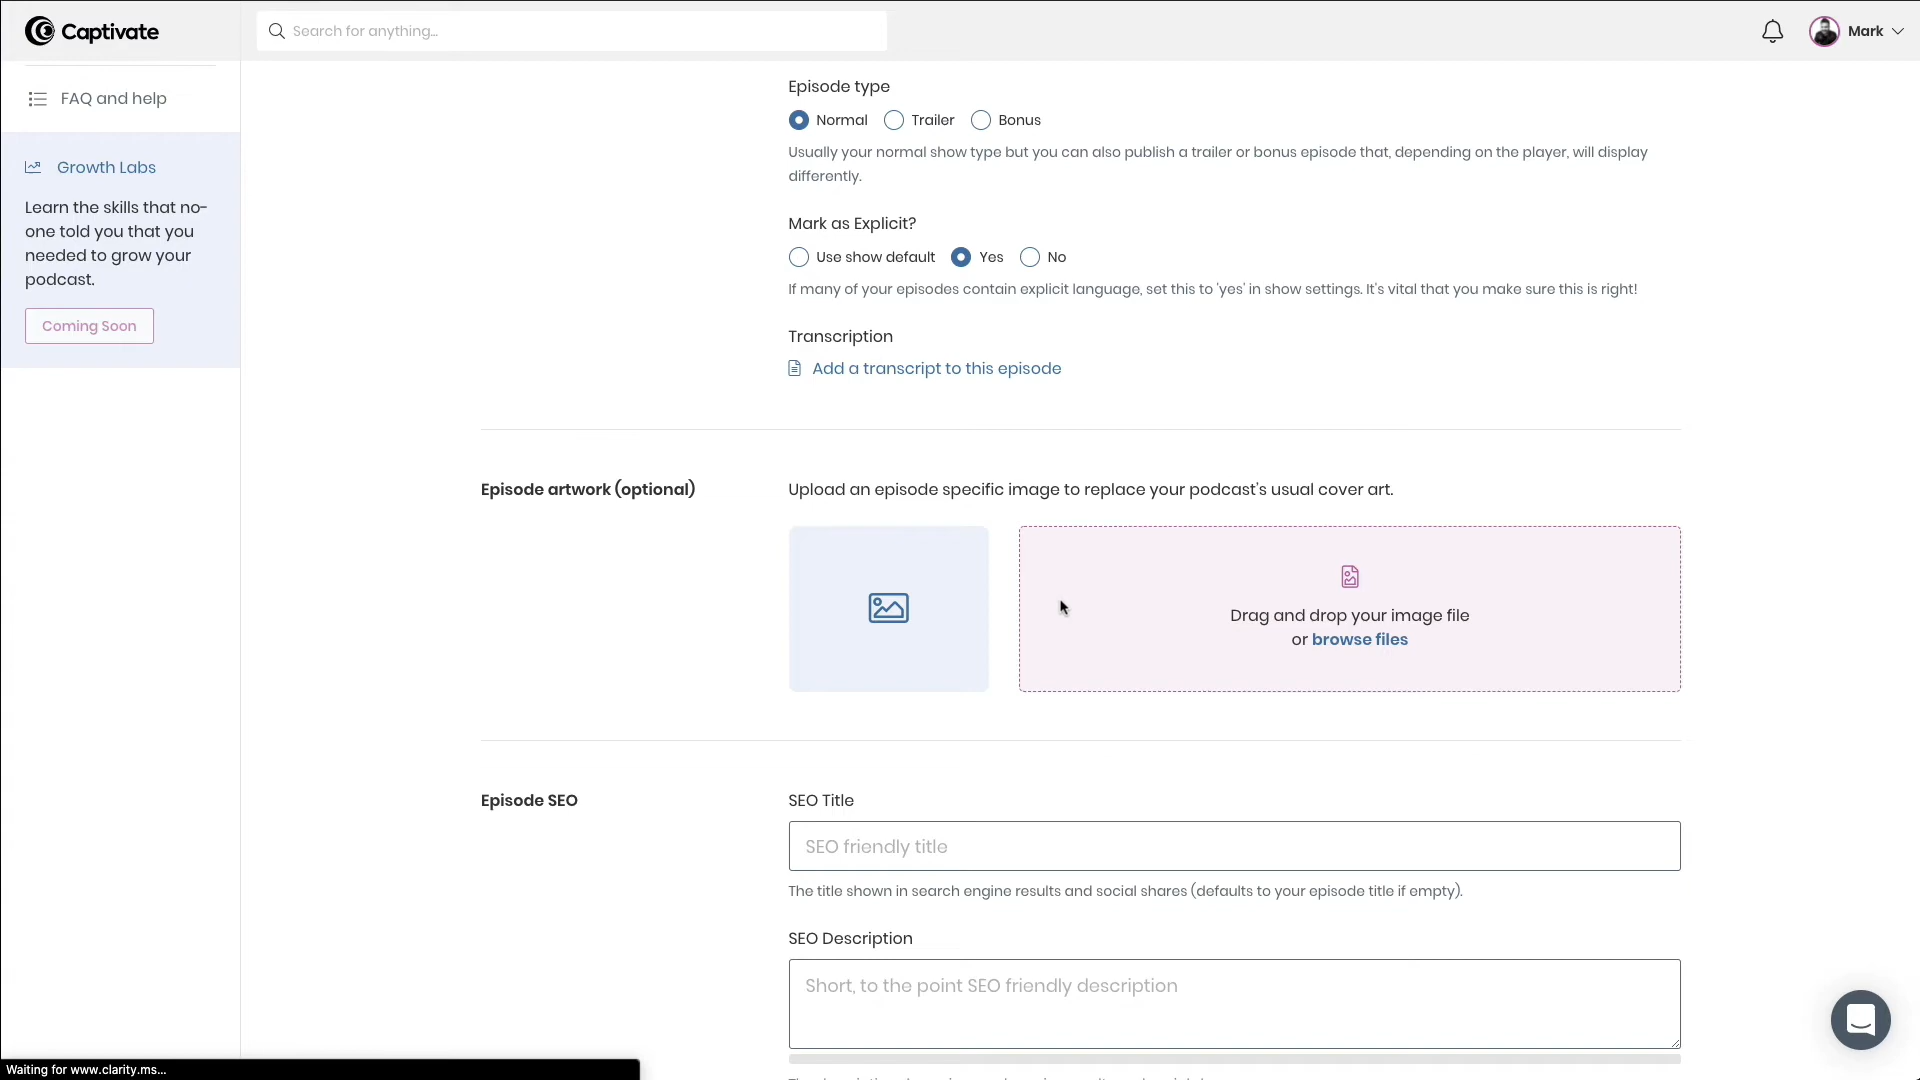 Captivate
Search for anything...
Mark
FAQ and help
Growth Labs
Learn the skills that no-
one told you that you
needed to grow your
podcast.
Coming Soon
Episode type
Normal
Trailer
Bonus
Usually your normal show type but you can also publish a trailer or bonus episode that, depending on the player, will display
differently.
Mark as Explicit?
Use show default
Yes
No
If many of your episodes contain explicit language, set this to 'yes' in show settings. It's vital that you make sure this is right!
Transcription
Add a transcript to this episode
Episode artwork (optional)
Upload an episode specific image to replace your podcast's usual cover art.
Drag and drop your image file
or browse files
Episode SEO
SEO Title
SEO friendly title
The title shown in search engine results and social shares (defaults to your episode title if empty).
SEO Description
Short, to the point SEO friendly description
Waiting for www.clarity.ms...